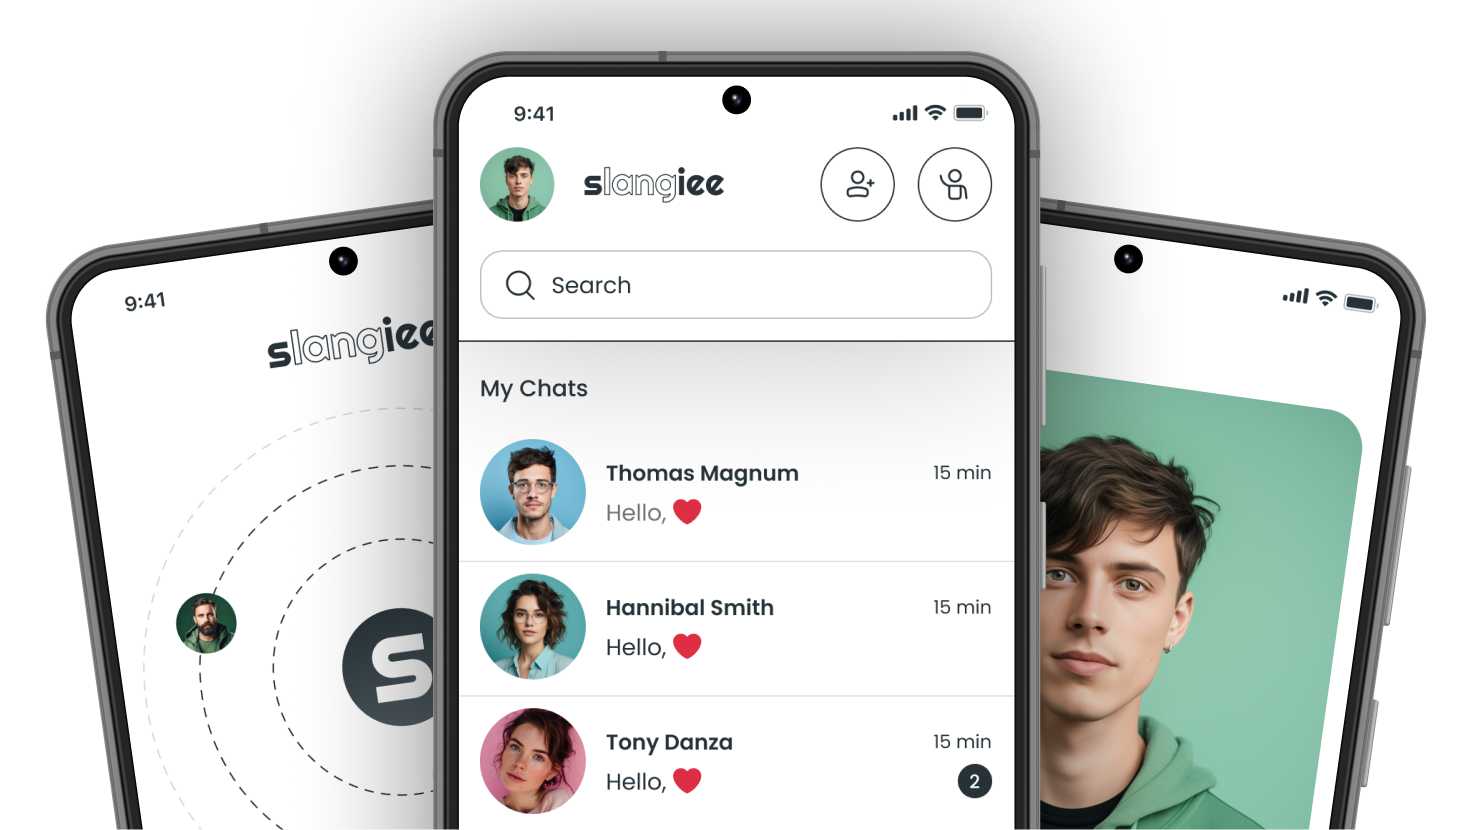 9:41
slangiee
S
9:41
slangiee
Search
My Chats
Thomas Magnum
15 min
Hello, ❤️
Hannibal Smith
15 min
Hello, ❤️
Tony Danza
15 min
Hello, ❤️
2